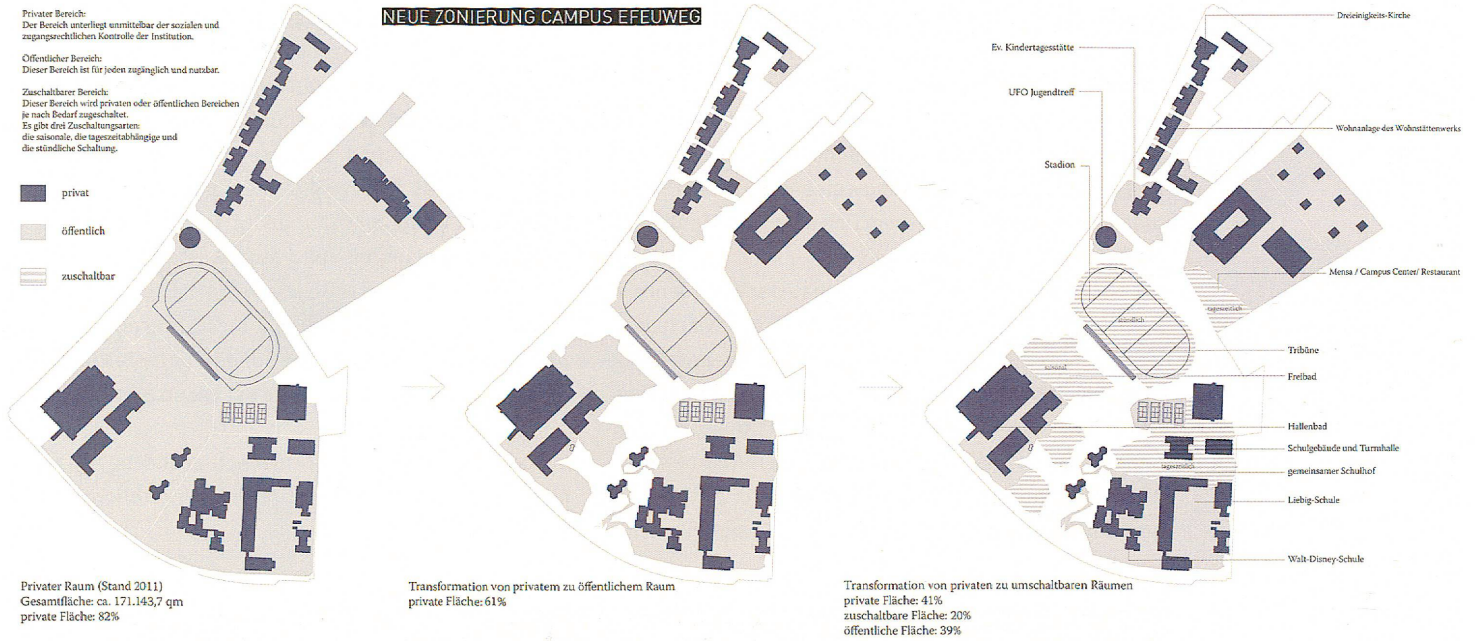 NEUE ZONIERUNG CAMPUS EFEUWEG
Privater Bereich:
Der Bereich unterliegt unmittelbar der sozialen und
zugangsrechtlichen Kontrolle der Institution.
Öffentlicher Bereich:
Dieser Bereich ist für jeden zugänglich und nutzbar.
Zuschaltbarer Bereich:
Dieser Bereich wird privaten oder öffentlichen Bereichen
je nach Bedarf zugeschaltet.
Es gibt drei Zuschaltungsarten:
die saisonale, die tageszeitabhängige und
die stündliche Schaltung.
privat
öffentlich
zuschaltbar
Privater Raum (Stand 2011)
Gesamtfläche: ca. 171.143,7 qm
private Fläche: 82%
Transformation von privatem zu öffentlichem Raum
private Fläche: 61%
Dreieinigkeits-Kirche
Ev. Kindertagesstätte
UFO Jugendtreff
Wohnanlage des Wohnstättenwerks
Stadion
Mensa / Campus Center/ Restaurant
tageszeitlich
stündlich
Tribüne
Freibad
saisonal
Hallenbad
Schulgebäude und Turnhalle
tageszeitlich
gemeinsamer Schulhof
Liebig-Schule
Walt-Disney-Schule
Transformation von privaten zu umschaltbaren Räumen
private Fläche: 41%
zuschaltbare Fläche: 20%
öffentliche Fläche: 39%